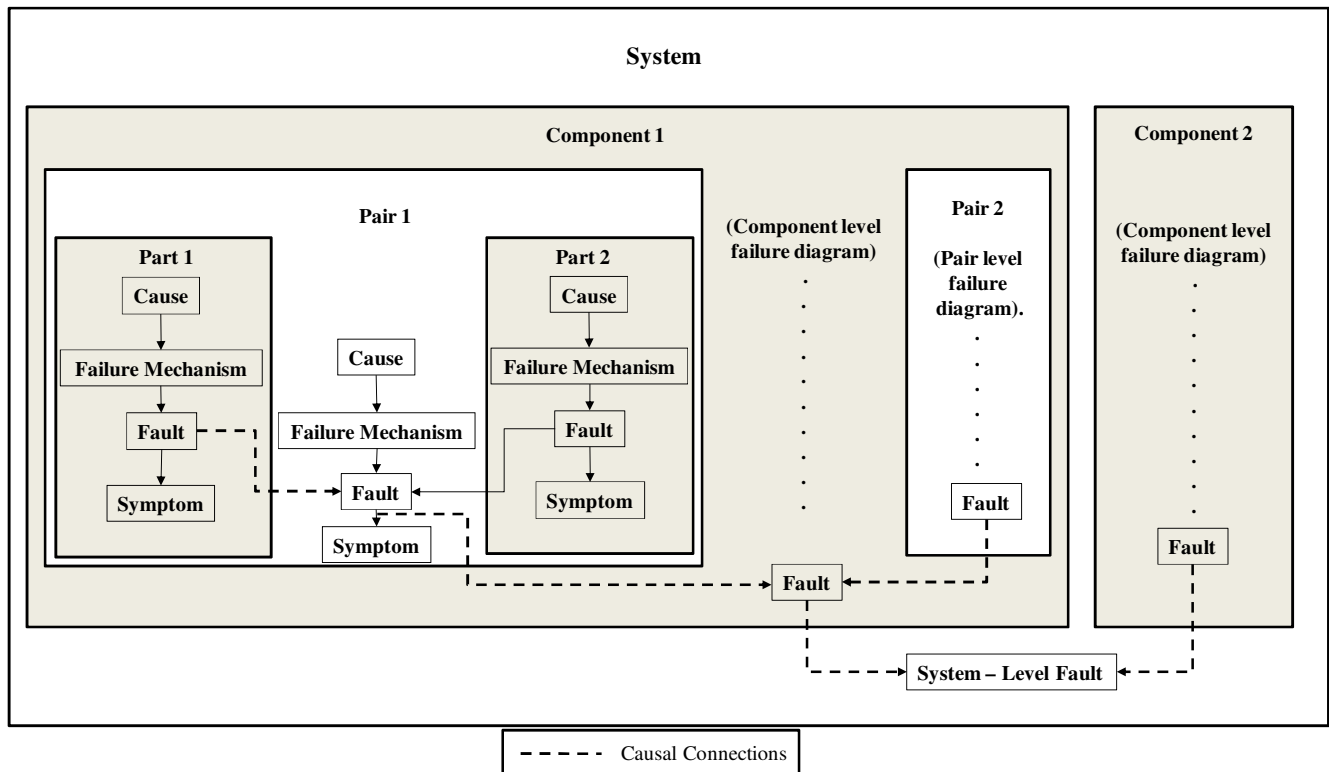 System
Component 1
Component 2
Pair 1
Pair 2
(Component level
failure diagram)
(Component level
failure diagram)
Part 1
Part 2
(Pair level
failure
diagram).
Cause
Cause
Cause
Failure Mechanism
Failure Mechanism
Failure Mechanism
Fault
Fault
Fault
Symptom
Symptom
Symptom
Fault
Fault
Fault
System – Level Fault
Causal Connections